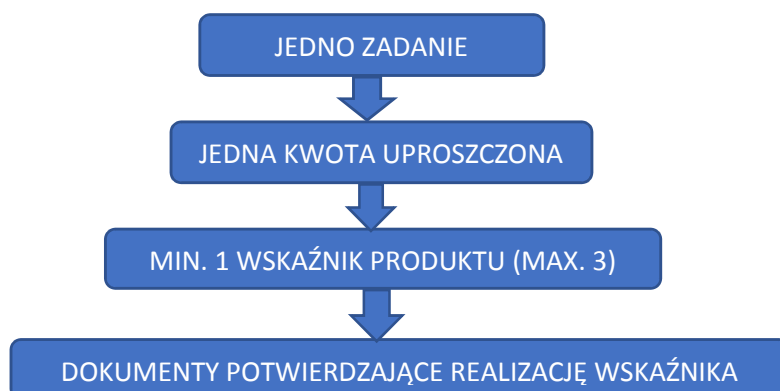 JEDNO ZADANIE
JEDNA KWOTA UPROSZCZONA
MIN. 1 WSKAŹNIK PRODUKTU (MAX. 3)
DOKUMENTY POTWIERDZAJĄCE REALIZACJĘ WSKAŹNIKA